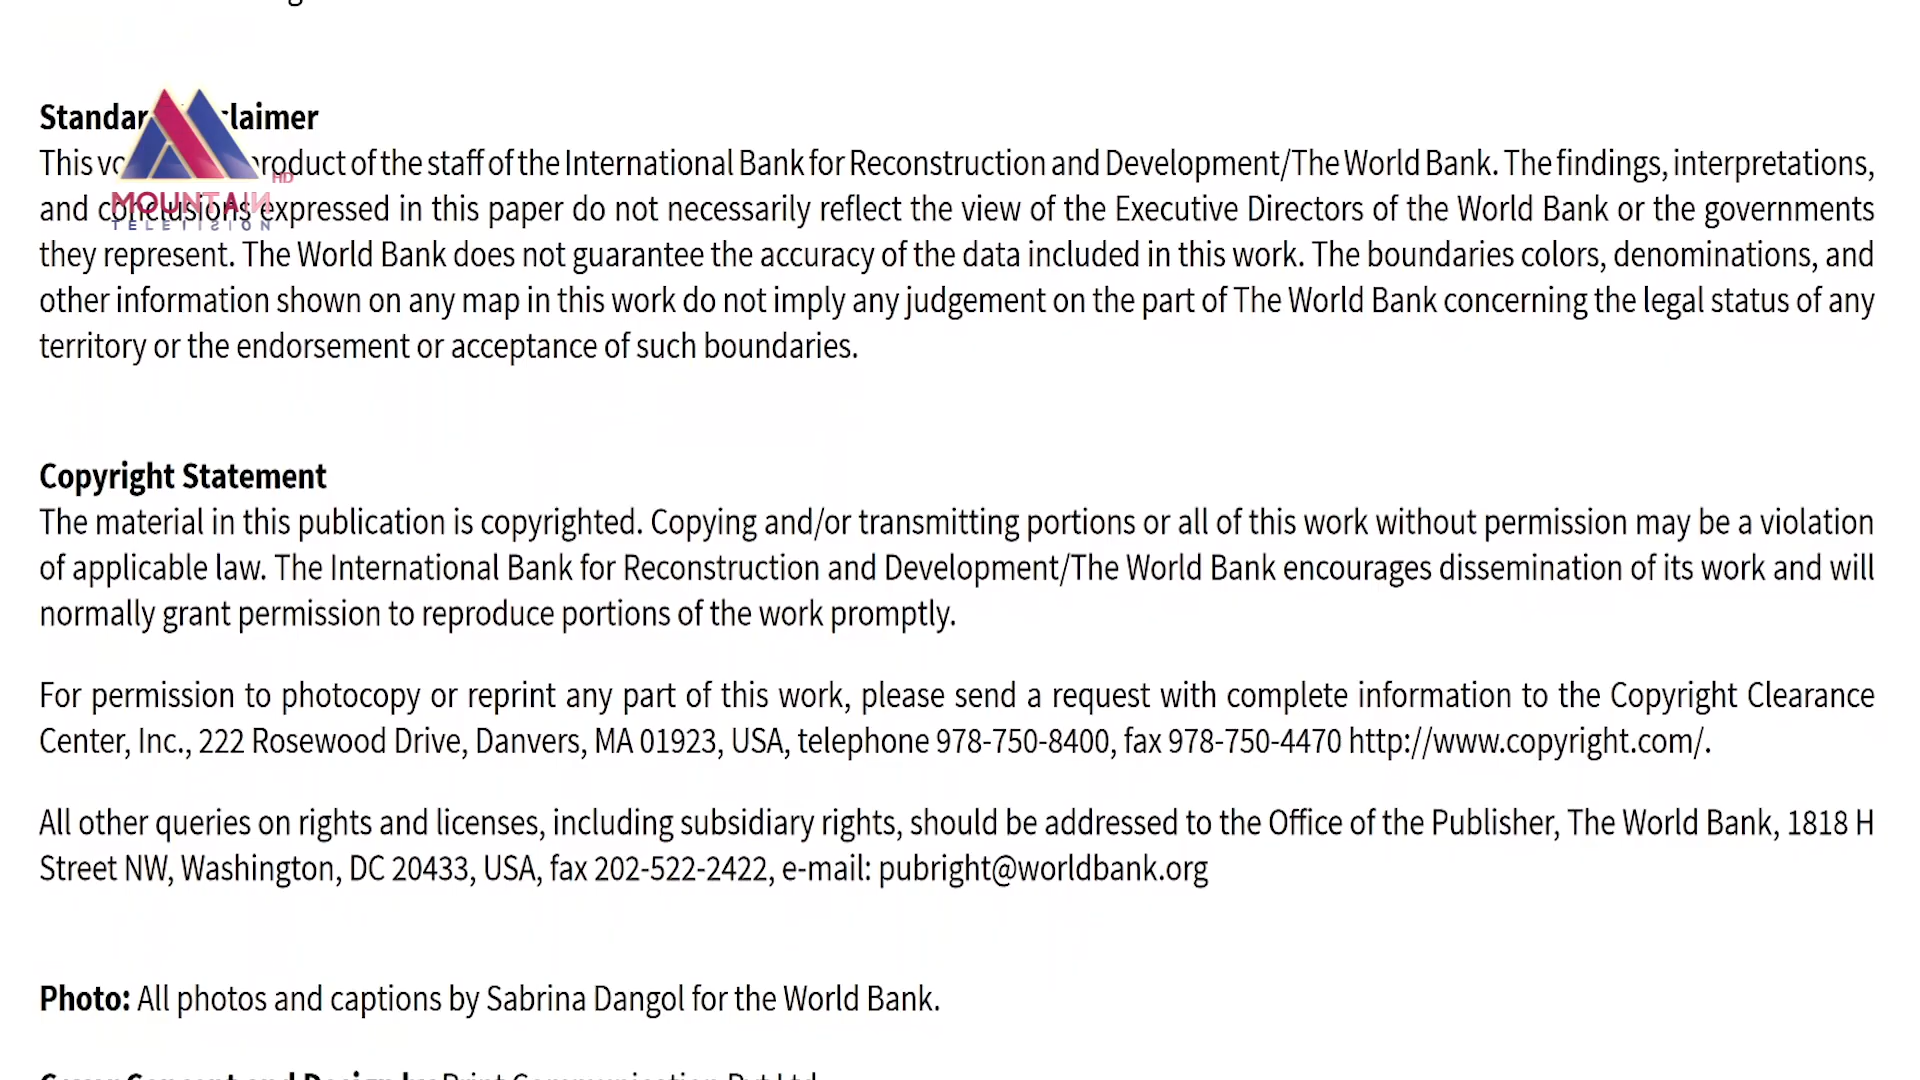 Standar claimer
This vo roduct of the staff of the International Bank for Reconstruction and Development/The World Bank. The findings, interpretations,
and conclusions expressed in this paper do not necessarily reflect the view of the Executive Directors of the World Bank or the governments
they represent. The World Bank does not guarantee the accuracy of the data included in this work. The boundaries colors, denominations, and
other information shown on any map in this work do not imply any judgement on the part of The World Bank concerning the legal status of any
territory or the endorsement or acceptance of such boundaries.
MOUNTAIN HD
TELEVISION
Copyright Statement
The material in this publication is copyrighted. Copying and/or transmitting portions or all of this work without permission may be a violation
of applicable law. The International Bank for Reconstruction and Development/The World Bank encourages dissemination of its work and will
normally grant permission to reproduce portions of the work promptly.
For permission to photocopy or reprint any part of this work, please send a request with complete information to the Copyright Clearance
Center, Inc., 222 Rosewood Drive, Danvers, MA 01923, USA, telephone 978-750-8400, fax 978-750-4470 http://www.copyright.com/.
All other queries on rights and licenses, including subsidiary rights, should be addressed to the Office of the Publisher, The World Bank, 1818 H
Street NW, Washington, DC 20433, USA, fax 202-522-2422, e-mail: pubright@worldbank.org
Photo: All photos and captions by Sabrina Dangol for the World Bank.
Cover Concept and Design by Print Communication Pvt Ltd